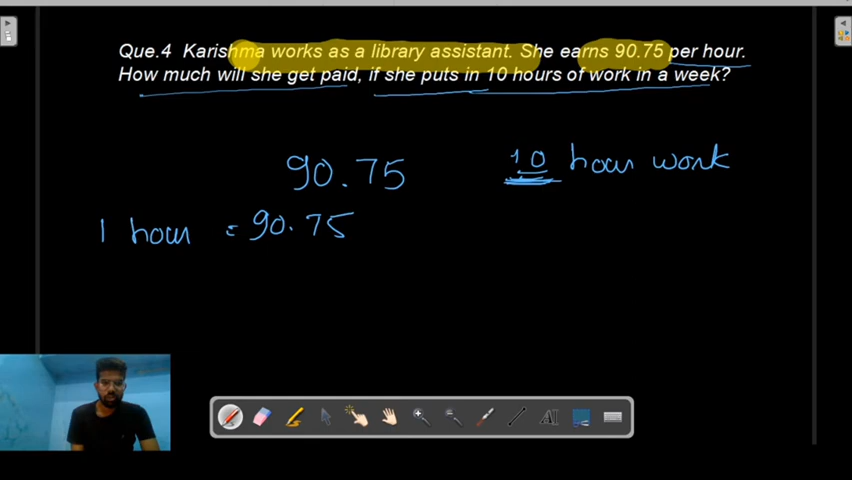 Que.4 Karishma works as a library assistant. She earns 90.75 per hour.
How much will she get paid, if she puts in 10 hours of work in a week?
90.75 10 hour work
1 hour = 90.75